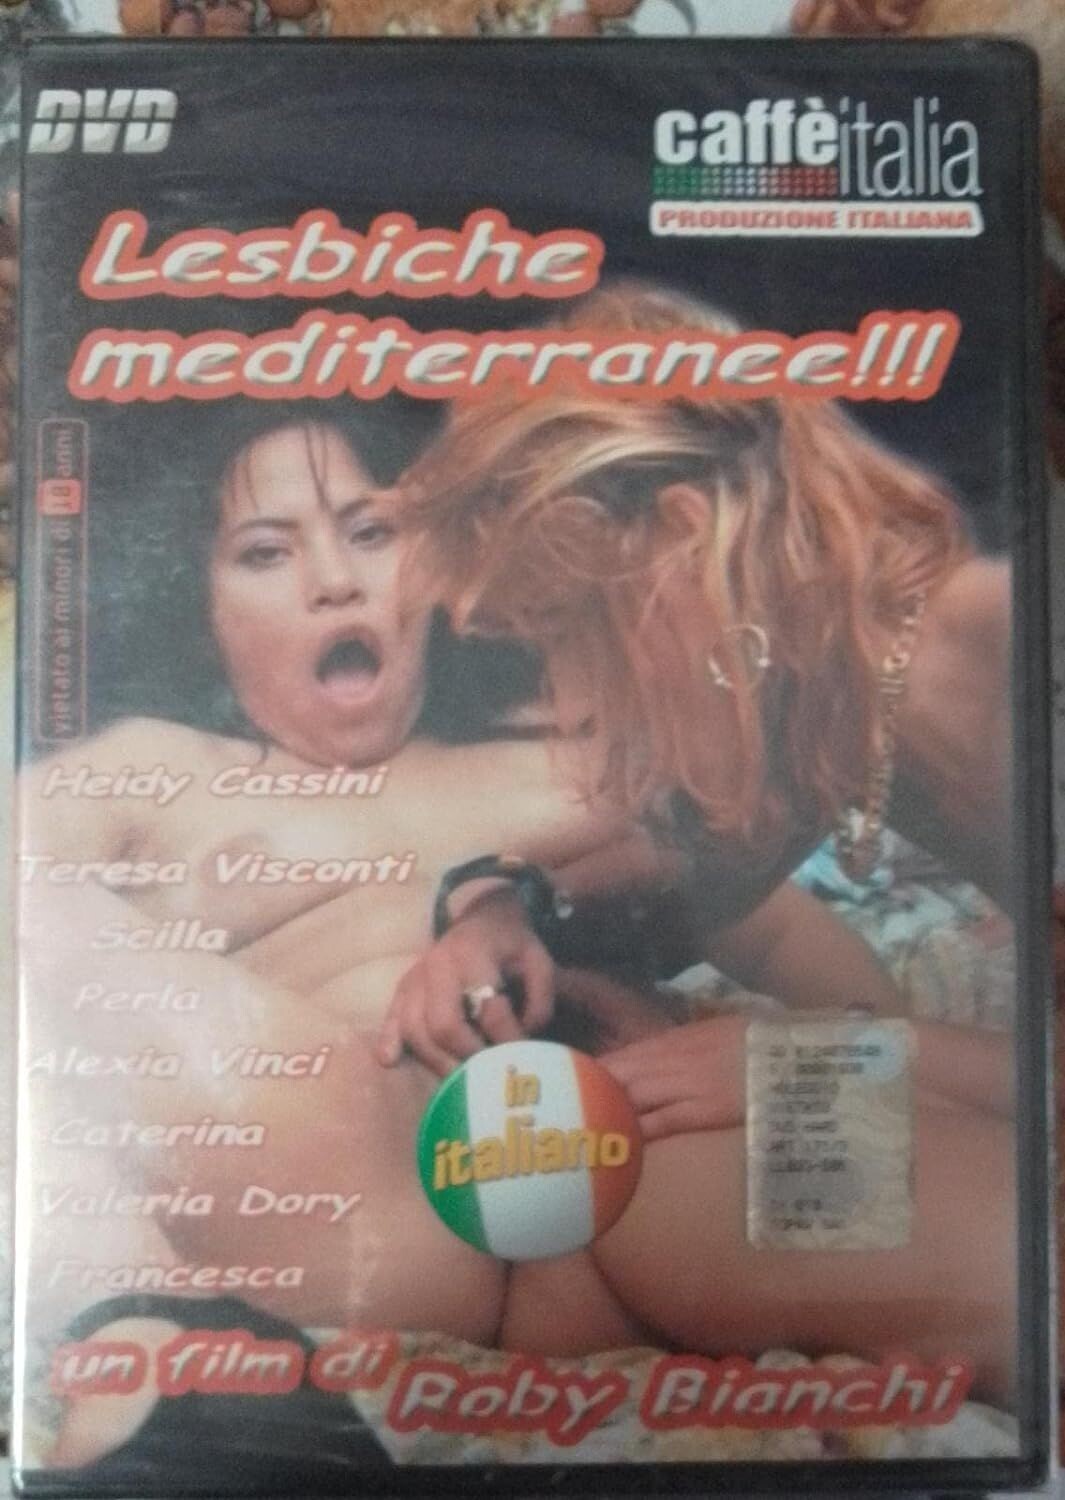 DVD
caffèitalia
PRODUZIONE ITALIANA
Lesbiche
mediterranee!!!
vietato ai minori di 18 anni
Heidy Cassini
Teresa Visconti
Scilla
Perla
Alexia Vinci
Caterina
Valeria Dory
Francesca
in
italiano
un film di
Roby Bianchi